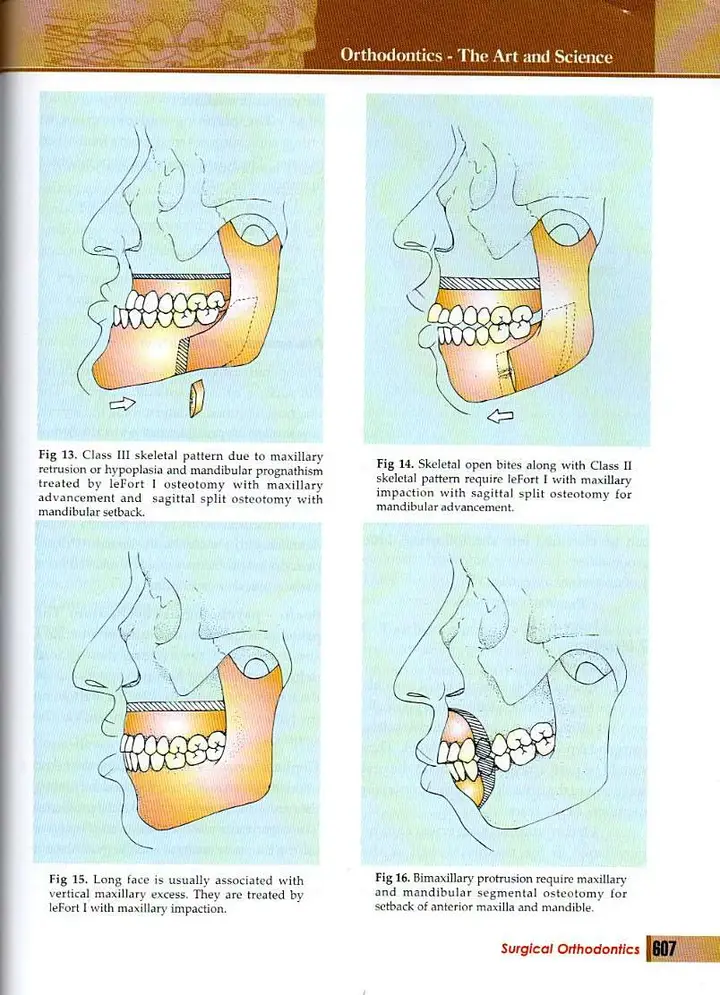 Orthodontics - The Art and Science
Fig 13. Class III skeletal pattern due to maxillary
retrusion or hypoplasia and mandibular prognathism
treated by leFort I osteotomy with maxillary
advancement and sagittal split osteotomy with
mandibular setback.
Fig 14. Skeletal open bites along with Class II
skeletal pattern require leFort I with maxillary
impaction with sagittal split osteotomy for
mandibular advancement.
Fig 15. Long face is usually associated with
vertical maxillary excess. They are treated by
leFort I with maxillary impaction.
Fig 16. Bimaxillary protrusion require maxillary
and mandibular segmental osteotomy for
setback of anterior maxilla and mandible.
Surgical Orthodontics 607